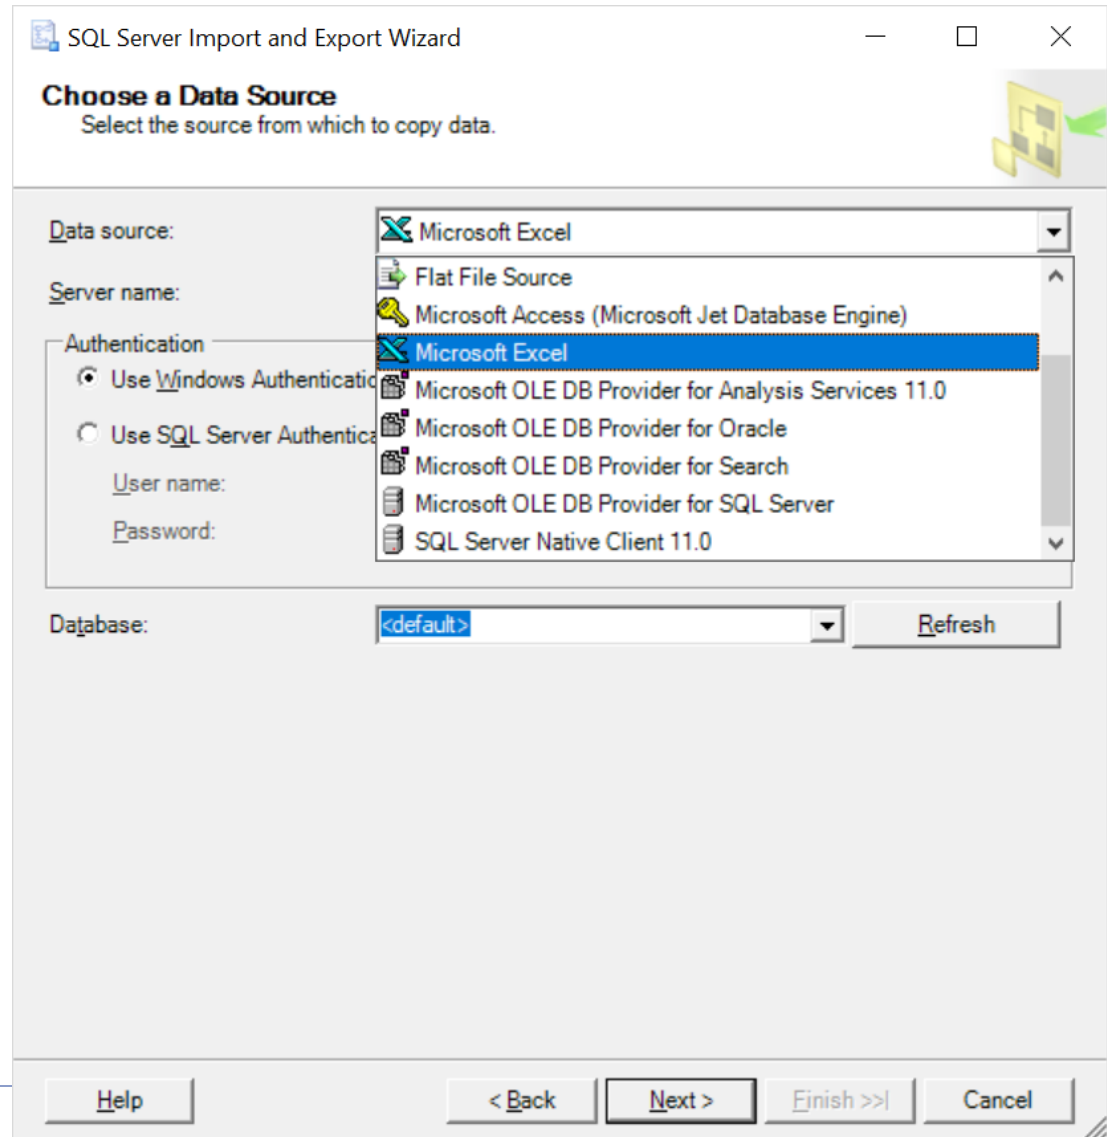 SQL Server Import and Export Wizard
Choose a Data Source
Select the source from which to copy data.
Data source:
Microsoft Excel
Flat File Source
Server name:
Microsoft Access (Microsoft Jet Database Engine)
Authentication
Microsoft Excel
Use Windows Authenticatio
Microsoft OLE DB Provider for Analysis Services 11.0
Use SQL Server Authentica
Microsoft OLE DB Provider for Oracle
Microsoft OLE DB Provider for Search
User name:
Microsoft OLE DB Provider for SQL Server
Password:
SQL Server Native Client 11.0
Database:
<default>
Refresh
Help
< Back
Next >
Finish >>|
Cancel